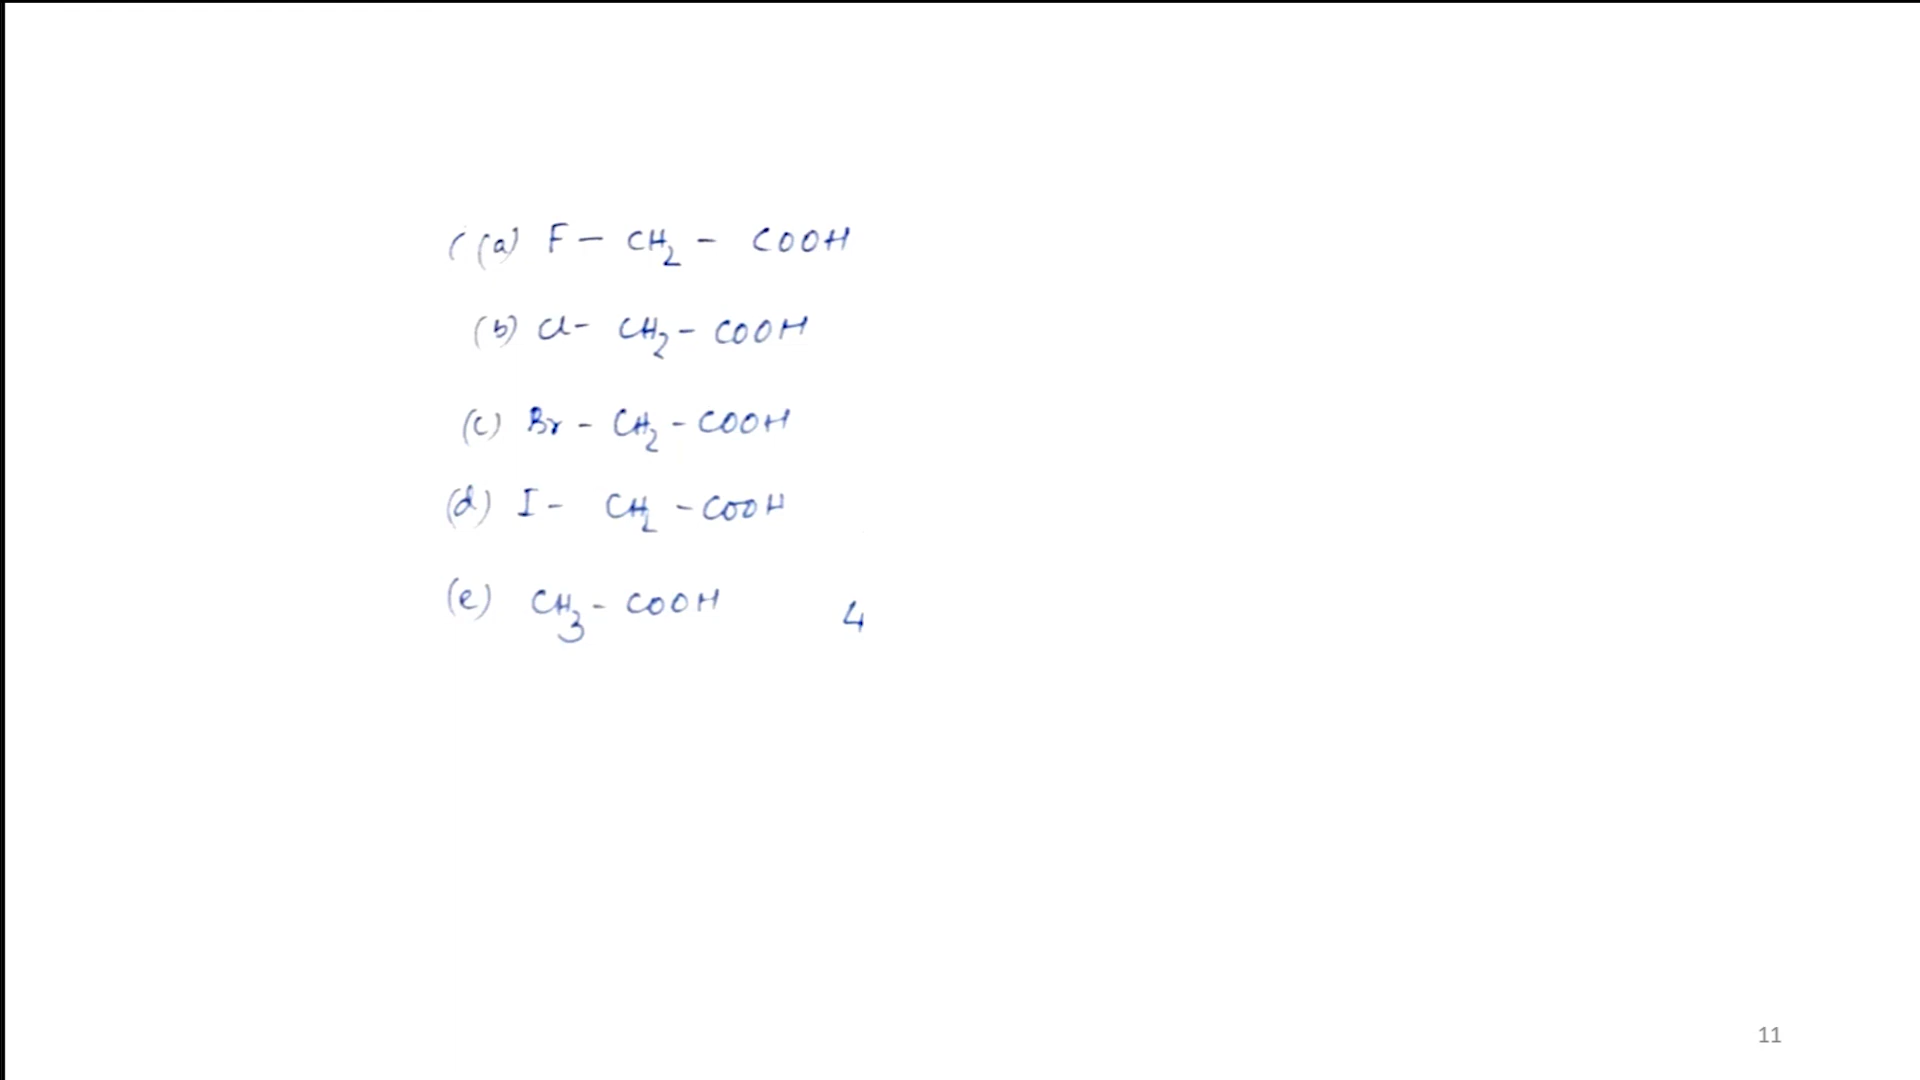 ( (a) F – CH₂ – COOH
(b) Cl – CH₂ – COOH
(c) Br – CH₂ – COOH
(d) I – CH₂ – COOH
(e) CH₃ – COOH 4
11